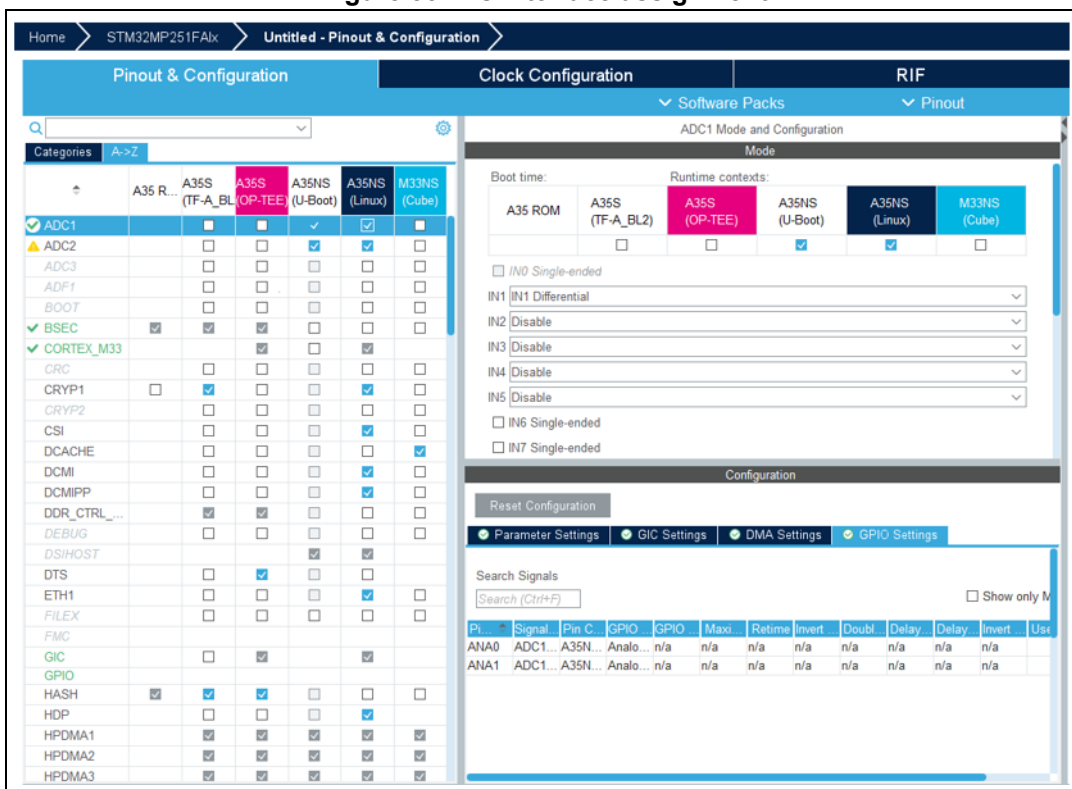 Home STM32MP251FAIx Untitled - Pinout & Configuration
Pinout & Configuration Clock Configuration RIF
Software Packs Pinout
Categories A->Z
A35 R... A35S (TF-A_BL A35S (OP-TEE) A35NS (U-Boot) A35NS (Linux) M33NS (Cube)
ADC1
ADC2
ADC3
ADF1
BOOT
BSEC
CORTEX_M33
CRC
CRYP1
CRYP2
CSI
DCACHE
DCMI
DCMIPP
DDR_CTRL_...
DEBUG
DSIHOST
DTS
ETH1
FILEX
FMC
GIC
GPIO
HASH
HDP
HPDMA1
HPDMA2
HPDMA3
ADC1 Mode and Configuration
Mode
Boot time: Runtime contexts:
A35 ROM A35S (TF-A_BL2) A35S (OP-TEE) A35NS (U-Boot) A35NS (Linux) M33NS (Cube)
IN0 Single-ended
IN1 IN1 Differential
IN2 Disable
IN3 Disable
IN4 Disable
IN5 Disable
IN6 Single-ended
IN7 Single-ended
Configuration
Reset Configuration
Parameter Settings GIC Settings DMA Settings GPIO Settings
Search Signals
Search (Ctrl+F) Show only M
Pi... Signal... Pin C... GPIO ... GPIO ... Maxi... Retime Invert ... Doubl... Delay... Delay... Invert ... Use
ANA0 ADC1... A35N... Analo... n/a n/a n/a n/a n/a n/a n/a n/a
ANA1 ADC1... A35N... Analo... n/a n/a n/a n/a n/a n/a n/a n/a